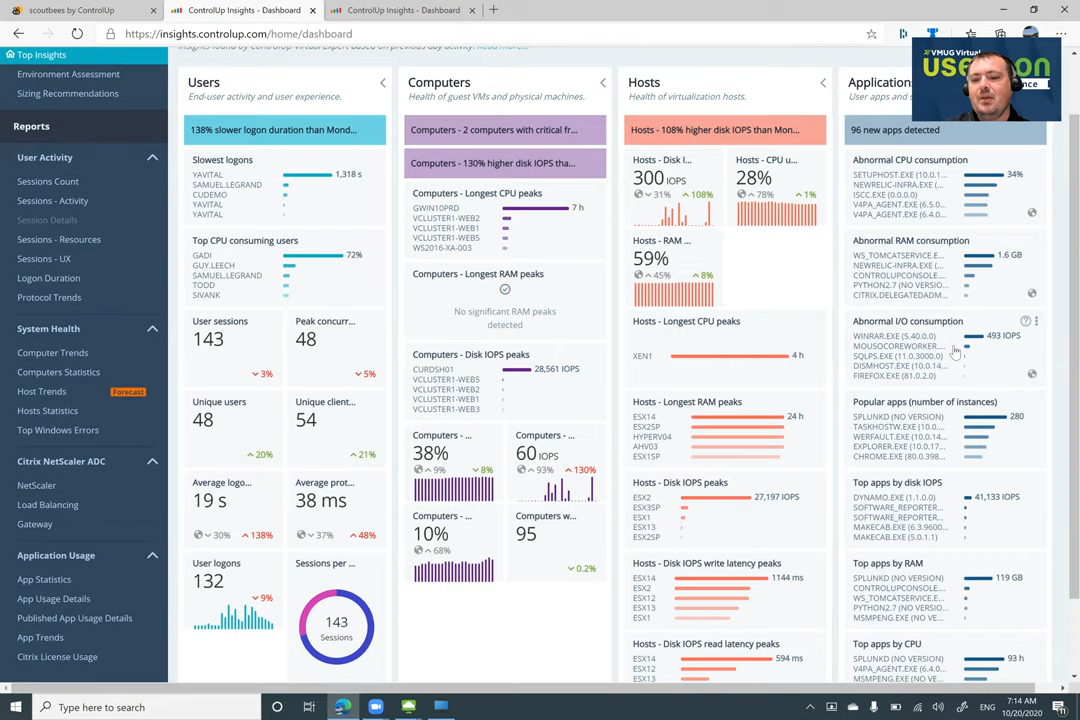 scoutbees by ControlUp
ControlUp Insights - Dashboard
ControlUp Insights - Dashboard
https://insights.controlup.com/home/dashboard
VMUG Virtual
Top Insights
Environment Assessment
Sizing Recommendations
Reports
User Activity
Sessions Count
Sessions - Activity
Session Details
Sessions - Resources
Sessions - UX
Logon Duration
Protocol Trends
System Health
Computer Trends
Computers Statistics
Host Trends
Forecast
Hosts Statistics
Top Windows Errors
Citrix NetScaler ADC
NetScaler
Load Balancing
Gateway
Application Usage
App Statistics
App Usage Details
Published App Usage Details
App Trends
Citrix License Usage
Insights found by ControlUp Virtual Expert based on previous day activity. Read more...
Users
End-user activity and user experience.
138% slower logon duration than Mond...
Slowest logons
YAVITAL 1,318 s
SAMUEL.LEGRAND
CUDEMO
YAVITAL
YAVITAL
Top CPU consuming users
GADI 72%
GUY.LEECH
SAMUEL.LEGRAND
TODD
SIVANK
User sessions
143
3%
Peak concurr...
48
5%
Unique users
48
20%
Unique client...
54
21%
Average logo...
19 s
30% 138%
Average prot...
38 ms
37% 48%
User logons
132
9%
Sessions per ...
143
Sessions
Computers
Health of guest VMs and physical machines.
Computers - 2 computers with critical fr...
Computers - 130% higher disk IOPS tha...
Computers - Longest CPU peaks
GWIN10PRD 7 h
VCLUSTER1-WEB2
VCLUSTER1-WEB1
VCLUSTER1-WEB5
WS2016-XA-003
Computers - Longest RAM peaks
No significant RAM peaks
detected
Computers - Disk IOPS peaks
CURDSH01 28,561 IOPS
VCLUSTER1-WEB5
VCLUSTER1-WEB2
VCLUSTER1-WEB1
VCLUSTER1-WEB3
Computers - ...
38%
9% 8%
Computers - ...
60 IOPS
93% 130%
Computers - ...
10%
68%
Computers w...
95
0.2%
Hosts
Health of virtualization hosts.
Hosts - 108% higher disk IOPS than Mon...
Hosts - Disk I...
300 IOPS
31% 108%
Hosts - CPU u...
28%
78% 1%
Hosts - RAM ...
59%
45% 8%
Hosts - Longest CPU peaks
XEN1 4 h
Hosts - Longest RAM peaks
ESX14 24 h
ESX2SP
HYPERV04
AHV03
ESX1SP
Hosts - Disk IOPS peaks
ESX2 27,197 IOPS
ESX3SP
ESX1
ESX13
ESX2SP
Hosts - Disk IOPS write latency peaks
ESX14 1144 ms
ESX2
ESX12
ESX13
ESX1
Hosts - Disk IOPS read latency peaks
ESX14 594 ms
ESX12
ESX13
Applications
User apps and s
96 new apps detected
Abnormal CPU consumption
SETUPHOST.EXE (10.0.1... 34%
NEWRELIC-INFRA.EXE (...
ISCC.EXE (0.0.0.0)
V4PA_AGENT.EXE (6.5.0...
V4PA_AGENT.EXE (6.4.0...
Abnormal RAM consumption
WS_TOMCATSERVICE.E... 1.6 GB
NEWRELIC-INFRA.EXE (...
CONTROLUPCONSOLE....
PYTHON2.7 (NO VERSIO...
CITRIX.DELEGATEDADM...
Abnormal I/O consumption
WINRAR.EXE (5.40.0.0) 493 IOPS
MOUSOCOREWORKER....
SQLPS.EXE (11.0.3000.0)
DISMHOST.EXE (10.0.14...
FIREFOX.EXE (81.0.2.0)
Popular apps (number of instances)
SPLUNKD (NO VERSION) 280
TASKHOSTW.EXE (10.0....
WERFAULT.EXE (10.0.14...
EXPLORER.EXE (10.0.17...
CHROME.EXE (80.0.398...
Top apps by disk IOPS
DYNAMO.EXE (1.1.0.0) 41,133 IOPS
SOFTWARE_REPORTER...
SOFTWARE_REPORTER...
MAKECAB.EXE (6.3.9600...
MAKECAB.EXE (5.0.1.1)
Top apps by RAM
SPLUNKD (NO VERSION) 119 GB
CONTROLUPCONSOLE....
WS_TOMCATSERVICE.E...
PYTHON2.7 (NO VERSIO...
MSMPENG.EXE (NO VE...
Top apps by CPU
SPLUNKD (NO VERSION) 93 h
V4PA_AGENT.EXE (6.4.0...
MSMPENG.EXE (NO VE...
Type here to search
ENG
7:14 AM
10/20/2020